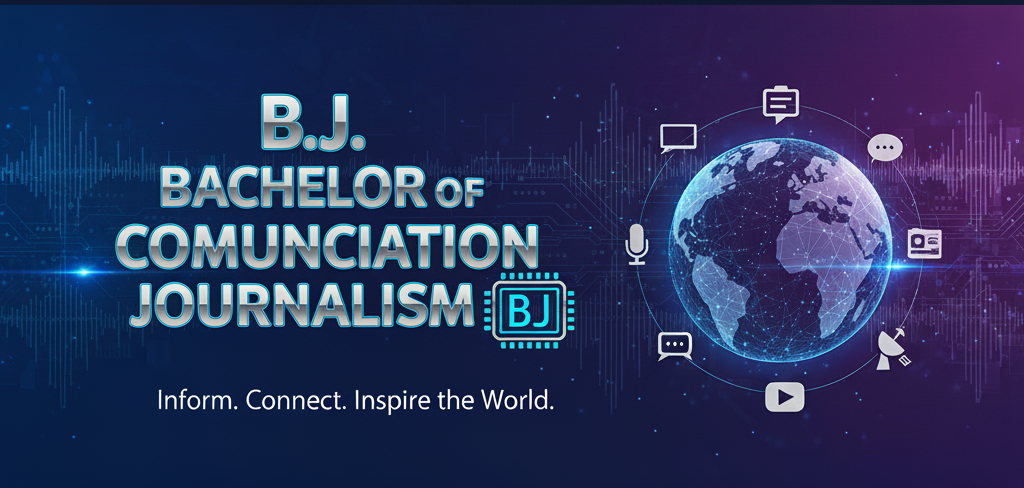 B.J.
BACHELOR OF
COMUNCIATION
JOURNALISM
BJ
Inform. Connect. Inspire the World.